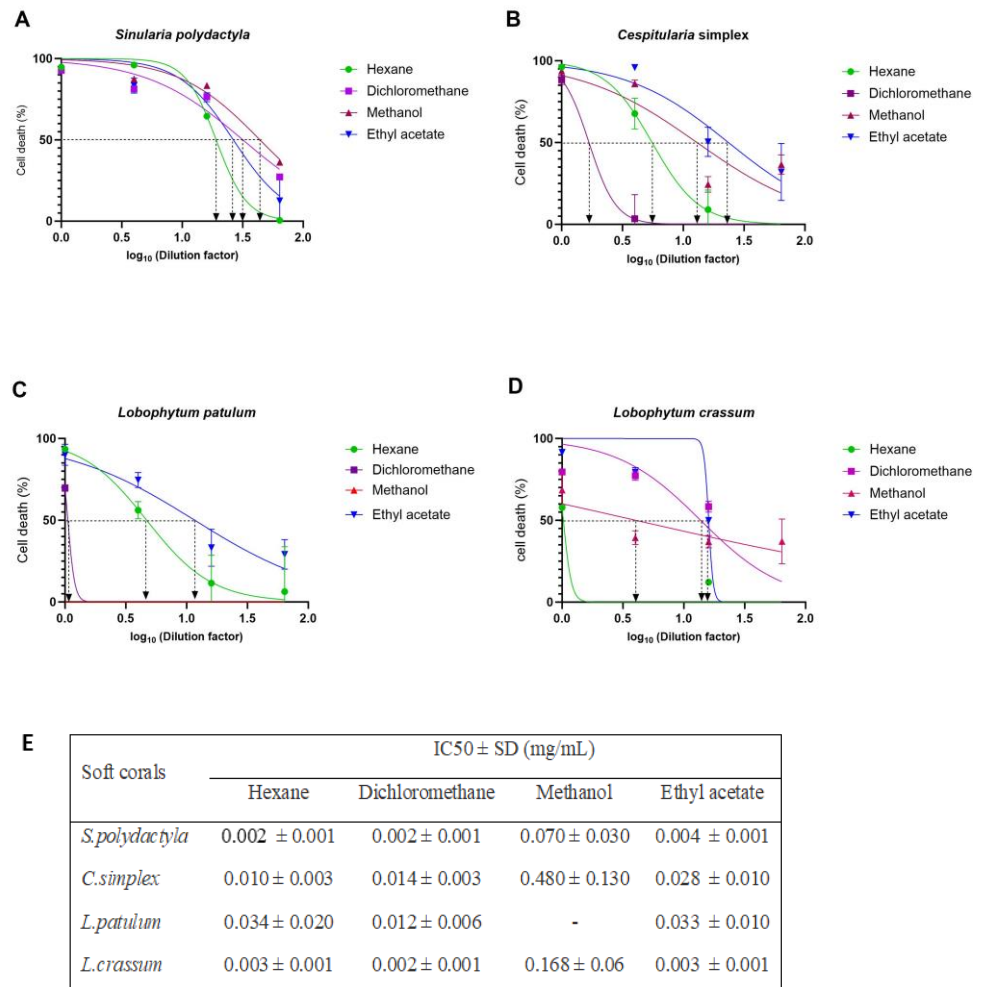 A
Sinularia polydactyla
100
50
0
Cell death (%)
0.0 0.5 1.0 1.5 2.0
log10 (Dilution factor)
Hexane
Dichloromethane
Methanol
Ethyl acetate
B
Cespitularia simplex
100
50
0
Cell death (%)
0.0 0.5 1.0 1.5 2.0
log10 (Dilution factor)
Hexane
Dichloromethane
Methanol
Ethyl acetate
C
Lobophytum patulum
100
50
0
Cell death (%)
0.0 0.5 1.0 1.5 2.0
log10 (Dilution factor)
Hexane
Dichloromethane
Methanol
Ethyl acetate
D
Lobophytum crassum
100
50
0
cell death (%)
0.0 0.5 1.0 1.5 2.0
log10 (Dilution factor)
Hexane
Dichloromethane
Methanol
Ethyl acetate
E
IC50 ± SD (mg/mL)
Soft corals
Hexane Dichloromethane Methanol Ethyl acetate
S.polydactyla 0.002 ± 0.001 0.002 ± 0.001 0.070 ± 0.030 0.004 ± 0.001
C.simplex 0.010 ± 0.003 0.014 ± 0.003 0.480 ± 0.130 0.028 ± 0.010
L.patulum 0.034 ± 0.020 0.012 ± 0.006 - 0.033 ± 0.010
L.crassum 0.003 ± 0.001 0.002 ± 0.001 0.168 ± 0.06 0.003 ± 0.001